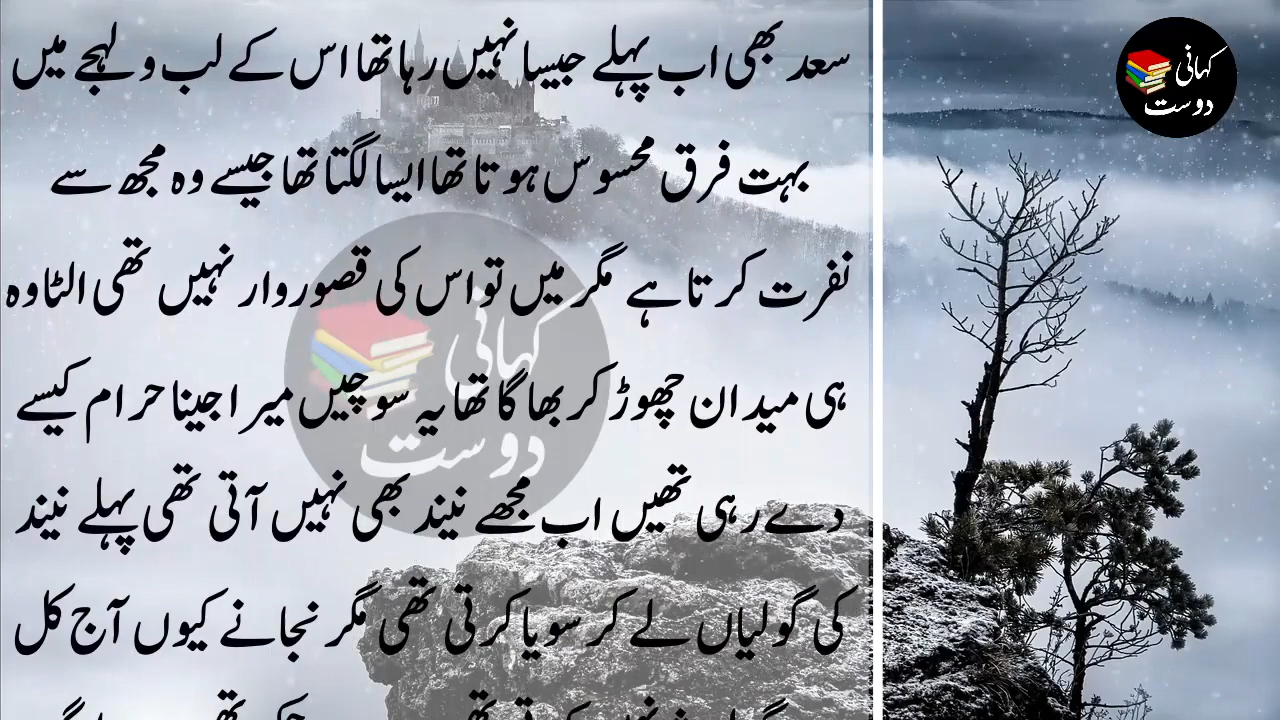 سعد بھی اب پہلے جیسا نہیں رہا تھا اس کے لب و لہجے میں
بہت فرق محسوس ہوتا تھا ایسا لگتا تھا جیسے وہ مجھ سے
نفرت کرتا ہے مگر میں تو اس کی قصوروار نہیں تھی الٹا وہ
ہی میدان چھوڑ کر بھاگا تھا یہ سوچیں میرا جینا حرام کیسے
دے رہی تھیں اب مجھے نیند بھی نہیں آتی تھی پہلے نیند
کی گولیاں لے کر سویا کرتی تھی مگر نجانے کیوں آج کل
کہانی
دوست
کہانی
دوست